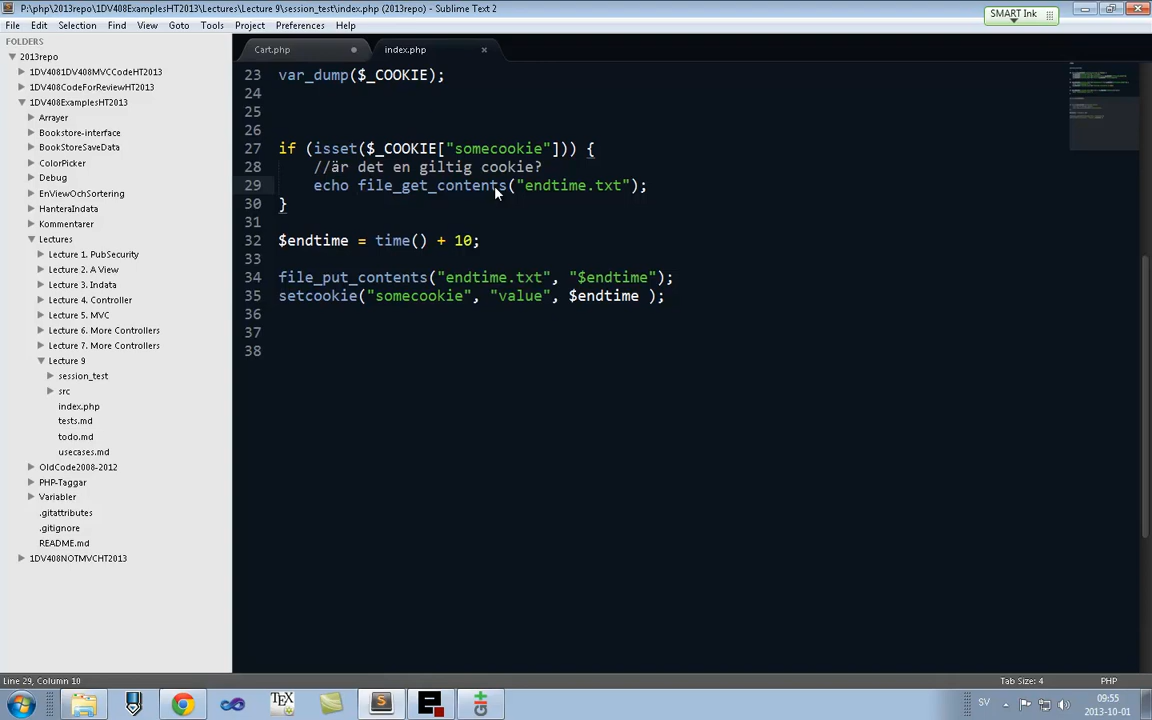 P:\php\2013repo\1DV408ExamplesHT2013\Lectures\Lecture 9\session_test\index.php (2013repo) - Sublime Text 2
SMART Ink
File Edit Selection Find View Goto Tools Project Preferences Help
FOLDERS
2013repo
1DV4081DV408MVCCodeHT2013
1DV408CodeForReviewHT2013
1DV408ExamplesHT2013
Arrayer
Bookstore-interface
BookStoreSaveData
ColorPicker
Debug
EnViewOchSortering
HanteraIndata
Kommentarer
Lectures
Lecture 1. PubSecurity
Lecture 2. A View
Lecture 3. Indata
Lecture 4. Controller
Lecture 5. MVC
Lecture 6. More Controllers
Lecture 7. More Controllers
Lecture 9
session_test
src
index.php
tests.md
todo.md
usecases.md
OldCode2008-2012
PHP-Taggar
Variabler
.gitattributes
.gitignore
README.md
1DV408NOTMVCHT2013
Cart.php index.php
23 var_dump($_COOKIE);
24
25
26
27 if (isset($_COOKIE["somecookie"])) {
28 //är det en giltig cookie?
29 echo file_get_contents("endtime.txt");
30 }
31
32 $endtime = time() + 10;
33
34 file_put_contents("endtime.txt", "$endtime");
35 setcookie("somecookie", "value", $endtime );
36
37
38
Line 29, Column 10 Tab Size: 4 PHP
SV 09:55
2013-10-01